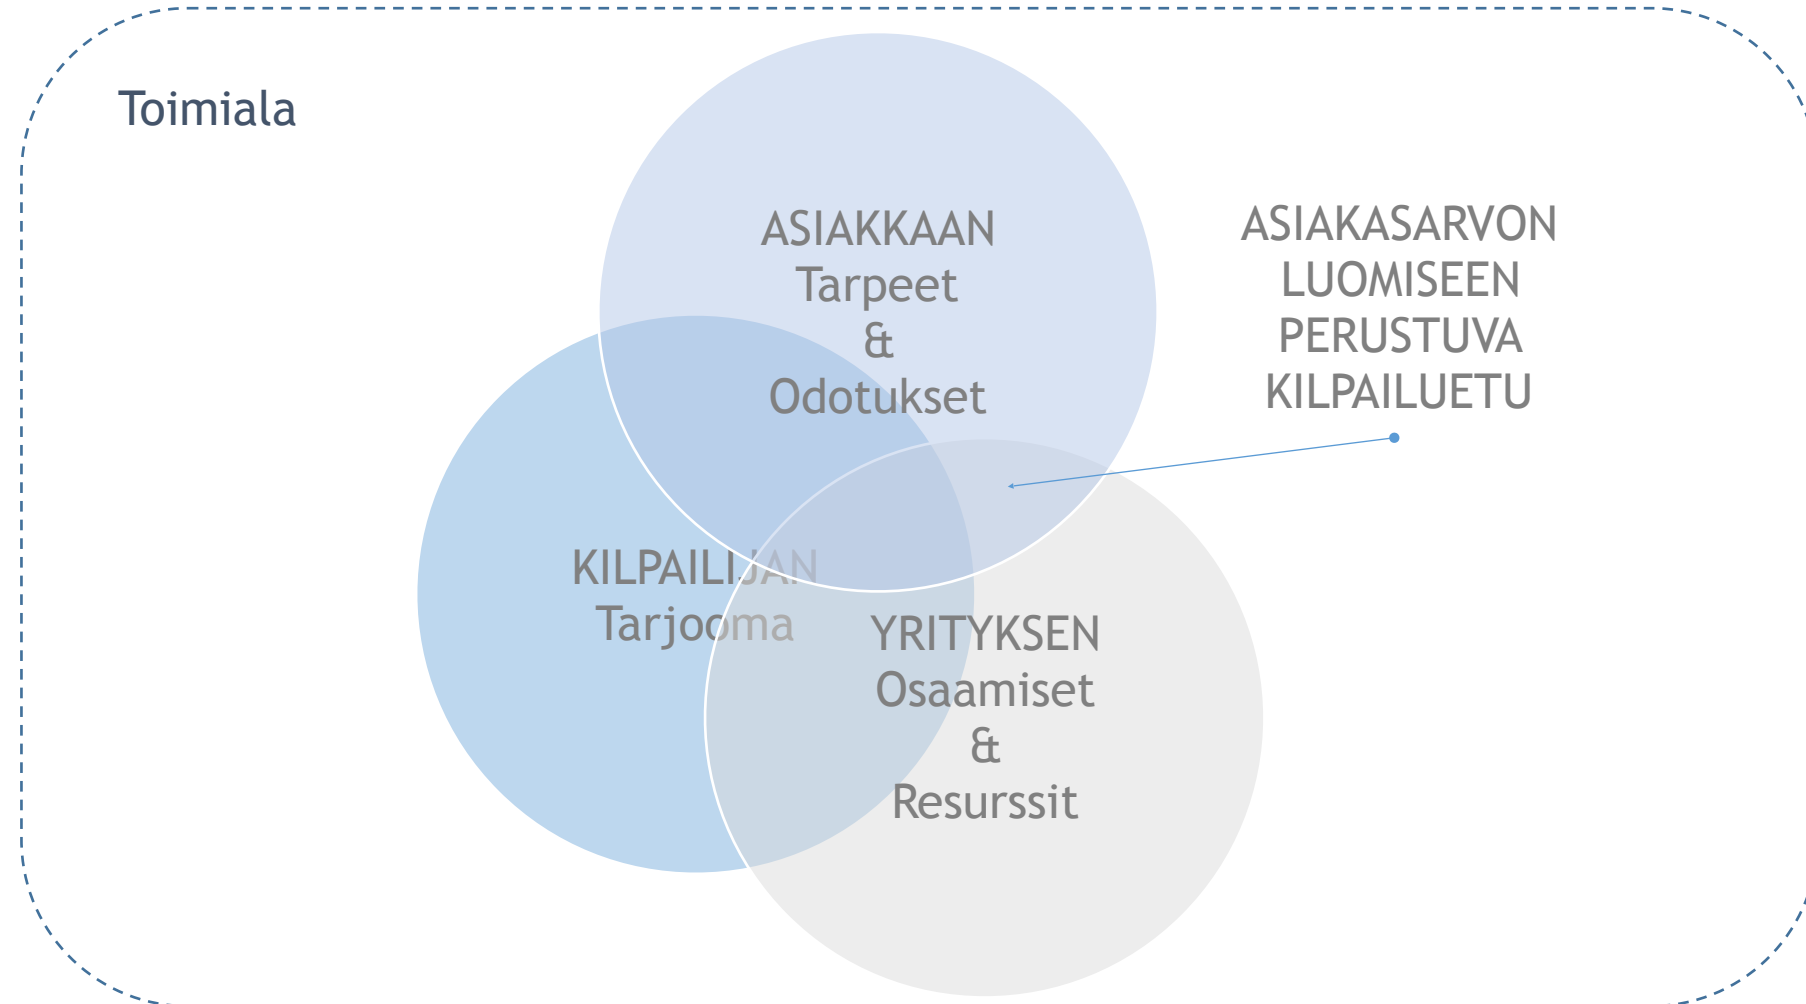 Toimiala
ASIAKKAAN
Tarpeet
&
Odotukset
ASIAKASARVON
LUOMISEEN
PERUSTUVA
KILPAILUETU
KILPAILIJAN
Tarjooma
YRITYKSEN
Osaamiset
&
Resurssit